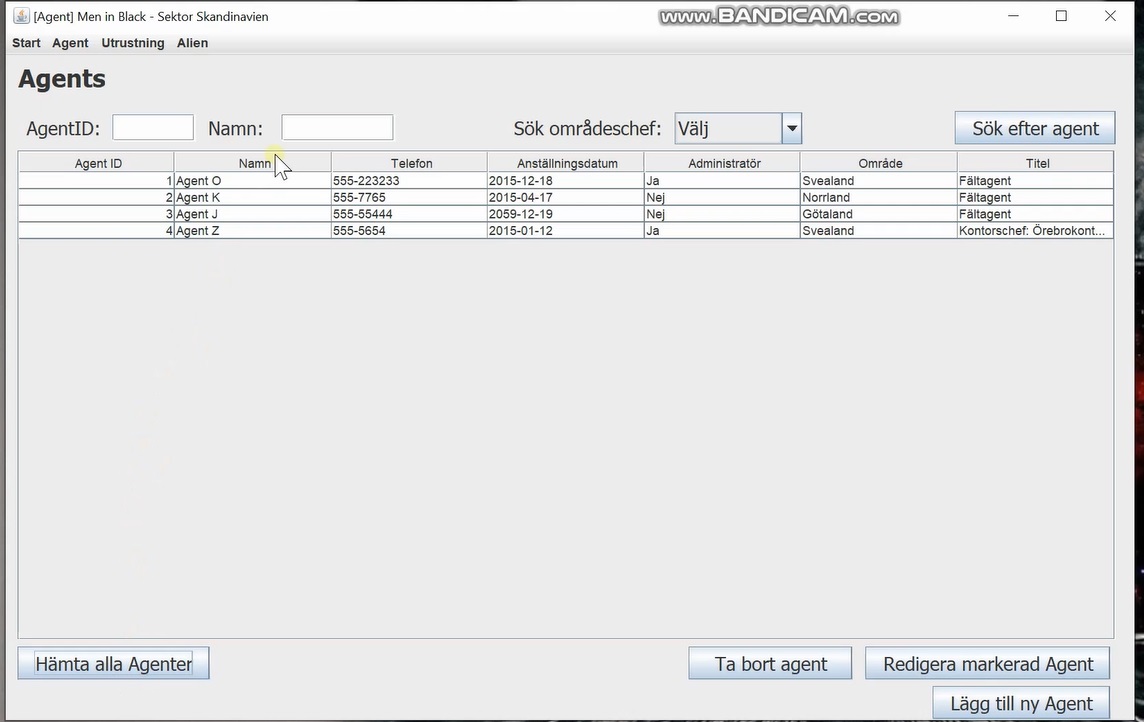 [Agent] Men in Black - Sektor Skandinavien
www.BANDICAM.com
Start Agent Utrustning Alien
Agents
AgentID: Namn: Sök områdeschef: Välj Sök efter agent
Agent ID Namn Telefon Anställningsdatum Administratör Område Titel
1 Agent O 555-223233 2015-12-18 Ja Svealand Fältagent
2 Agent K 555-7765 2015-04-17 Nej Norrland Fältagent
3 Agent J 555-55444 2059-12-19 Nej Götaland Fältagent
4 Agent Z 555-5654 2015-01-12 Ja Svealand Kontorschef: Örebrokont...
Hämta alla Agenter Ta bort agent Redigera markerad Agent
Lägg till ny Agent